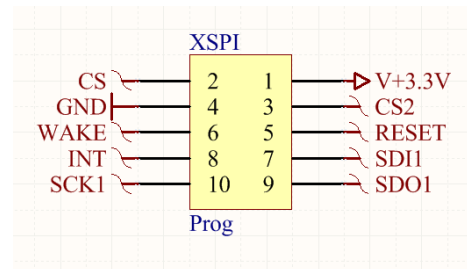 XSPI
CS 2 1 V+3.3V
GND 4 3 CS2
WAKE 6 5 RESET
INT 8 7 SDI1
SCK1 10 9 SDO1
Prog